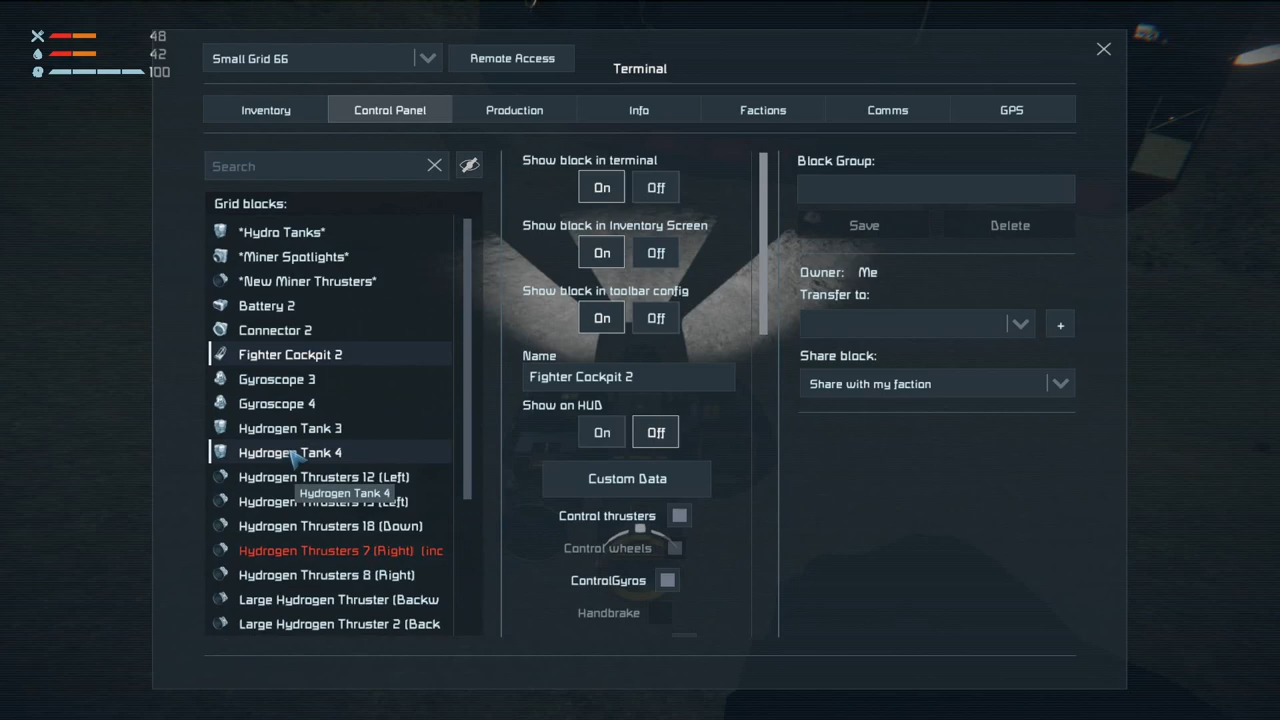 48
42
100
Small Grid 66
Remote Access
Terminal
Inventory
Control Panel
Production
Info
Factions
Comms
GPS
Search
Grid blocks:
*Hydro Tanks*
*Miner Spotlights*
*New Miner Thrusters*
Battery 2
Connector 2
Fighter Cockpit 2
Gyroscope 3
Gyroscope 4
Hydrogen Tank 3
Hydrogen Tank 4
Hydrogen Thrusters 12 (Left)
Hydrogen Tank 4
Hydrogen Thrusters 18 (Down)
Hydrogen Thrusters 7 (Right) (inc
Hydrogen Thrusters 8 (Right)
Large Hydrogen Thruster (Backw
Large Hydrogen Thruster 2 (Back
Show block in terminal
On Off
Show block in Inventory Screen
On Off
Show block in toolbar config
On Off
Name
Fighter Cockpit 2
Show on HUD
On Off
Custom Data
Control thrusters
Control wheels
ControlGyros
Handbrake
Block Group:
Save
Delete
Owner: Me
Transfer to:
+
Share block:
Share with my faction